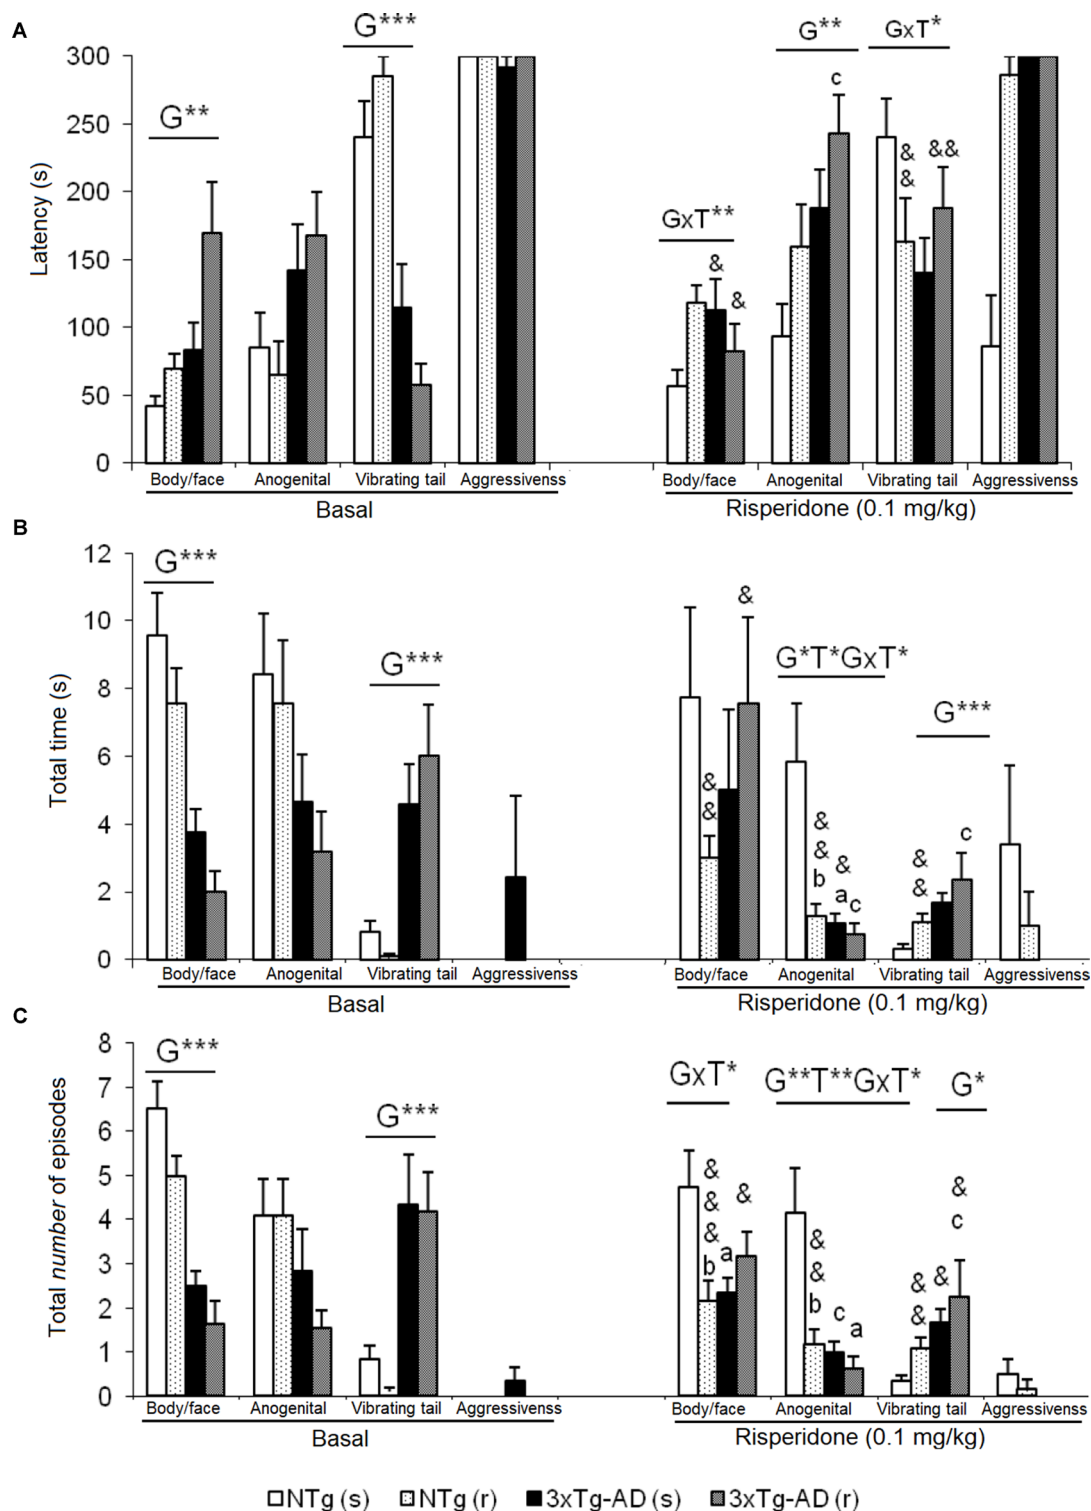 A
G***
G**
GxT*
300
G**
c
250
& &&
&
200
GxT**
Latency (s)
150
&
&
100
50
0
Body/face Anogenital Vibrating tail Aggressivenss Body/face Anogenital Vibrating tail Aggressivenss
Basal Risperidone (0.1 mg/kg)
B
12
G***
&
10
G*T*GxT*
G***
8
G***
Total time (s)
6
&
&
4
&
& &
b a c
&
& c
2
0
Body/face Anogenital Vibrating tail Aggressivenss Body/face Anogenital Vibrating tail Aggressivenss
Basal Risperidone (0.1 mg/kg)
C
8
G***
GxT* G**T**GxT* G*
7
G***
6
Total number of episodes
5
& &
& &
& c
b a
4
&
&
b c a
3
& &
&
2
1
0
Body/face Anogenital Vibrating tail Aggressivenss Body/face Anogenital Vibrating tail Aggressivenss
Basal Risperidone (0.1 mg/kg)
NTg (s) NTg (r) 3xTg-AD (s) 3xTg-AD (r)